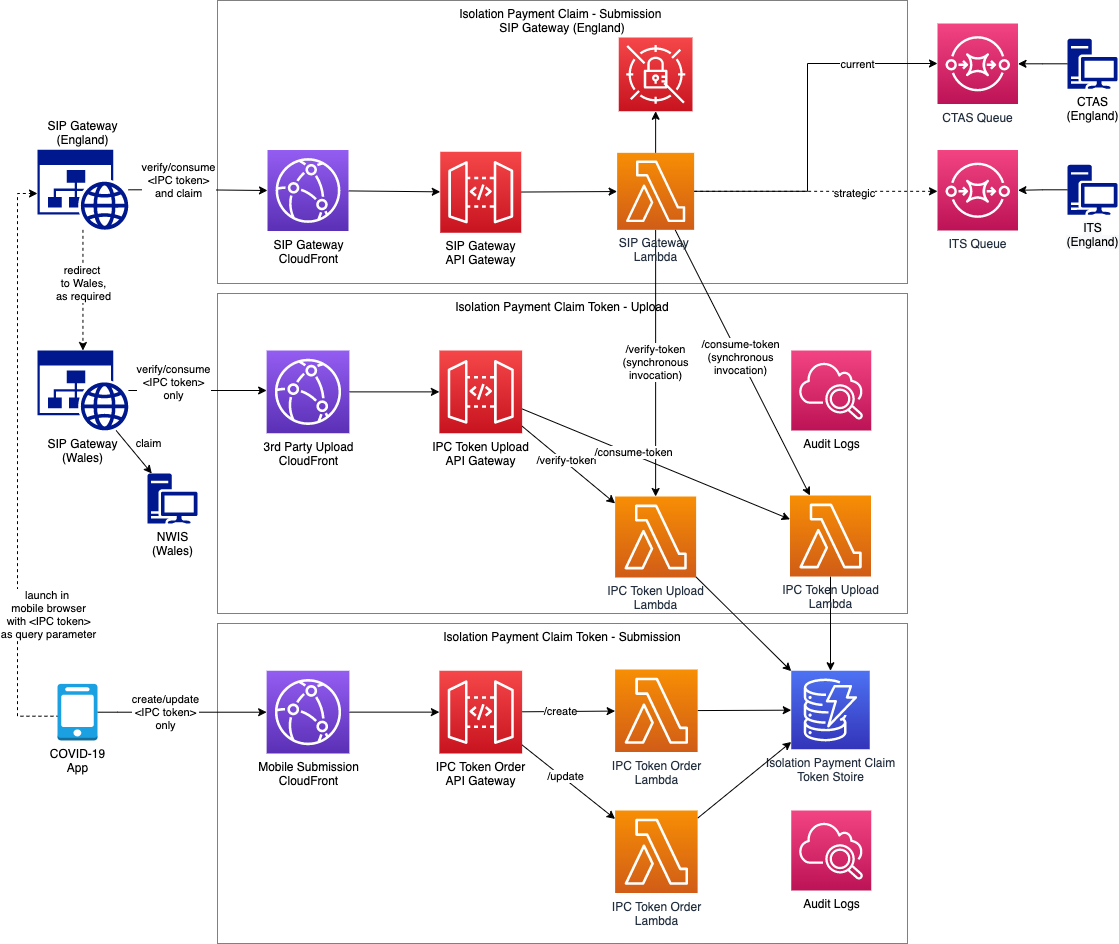 Isolation Payment Claim - Submission
SIP Gateway (England)
current
CTAS Queue
CTAS
(England)
SIP Gateway
(England)
verify/consume
<IPC token>
and claim
SIP Gateway
CloudFront
SIP Gateway
API Gateway
SIP Gateway
Lambda
strategic
ITS Queue
ITS
(England)
redirect
to Wales,
as required
Isolation Payment Claim Token - Upload
/verify-token
(synchronous
invocation)
/consume-token
(synchronous
invocation)
verify/consume
<IPC token>
only
SIP Gateway
(Wales)
claim
NWIS
(Wales)
3rd Party Upload
CloudFront
IPC Token Upload
API Gateway
/consume-token
/verify-token
Audit Logs
IPC Token Upload
Lambda
IPC Token Upload
Lambda
launch in
mobile browser
with <IPC token>
as query parameter
Isolation Payment Claim Token - Submission
COVID-19
App
create/update
<IPC token>
only
Mobile Submission
CloudFront
IPC Token Order
API Gateway
/create
/update
IPC Token Order
Lambda
Isolation Payment Claim
Token Stoire
IPC Token Order
Lambda
Audit Logs